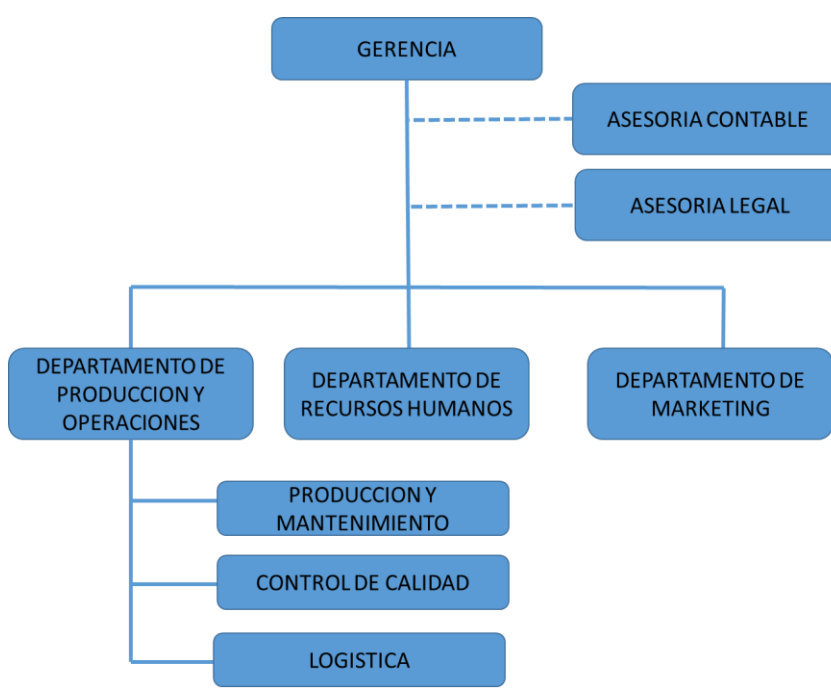 GERENCIA
ASESORIA CONTABLE
ASESORIA LEGAL
DEPARTAMENTO DE
PRODUCCION Y
OPERACIONES
DEPARTAMENTO DE
RECURSOS HUMANOS
DEPARTAMENTO DE
MARKETING
PRODUCCION Y
MANTENIMIENTO
CONTROL DE CALIDAD
LOGISTICA